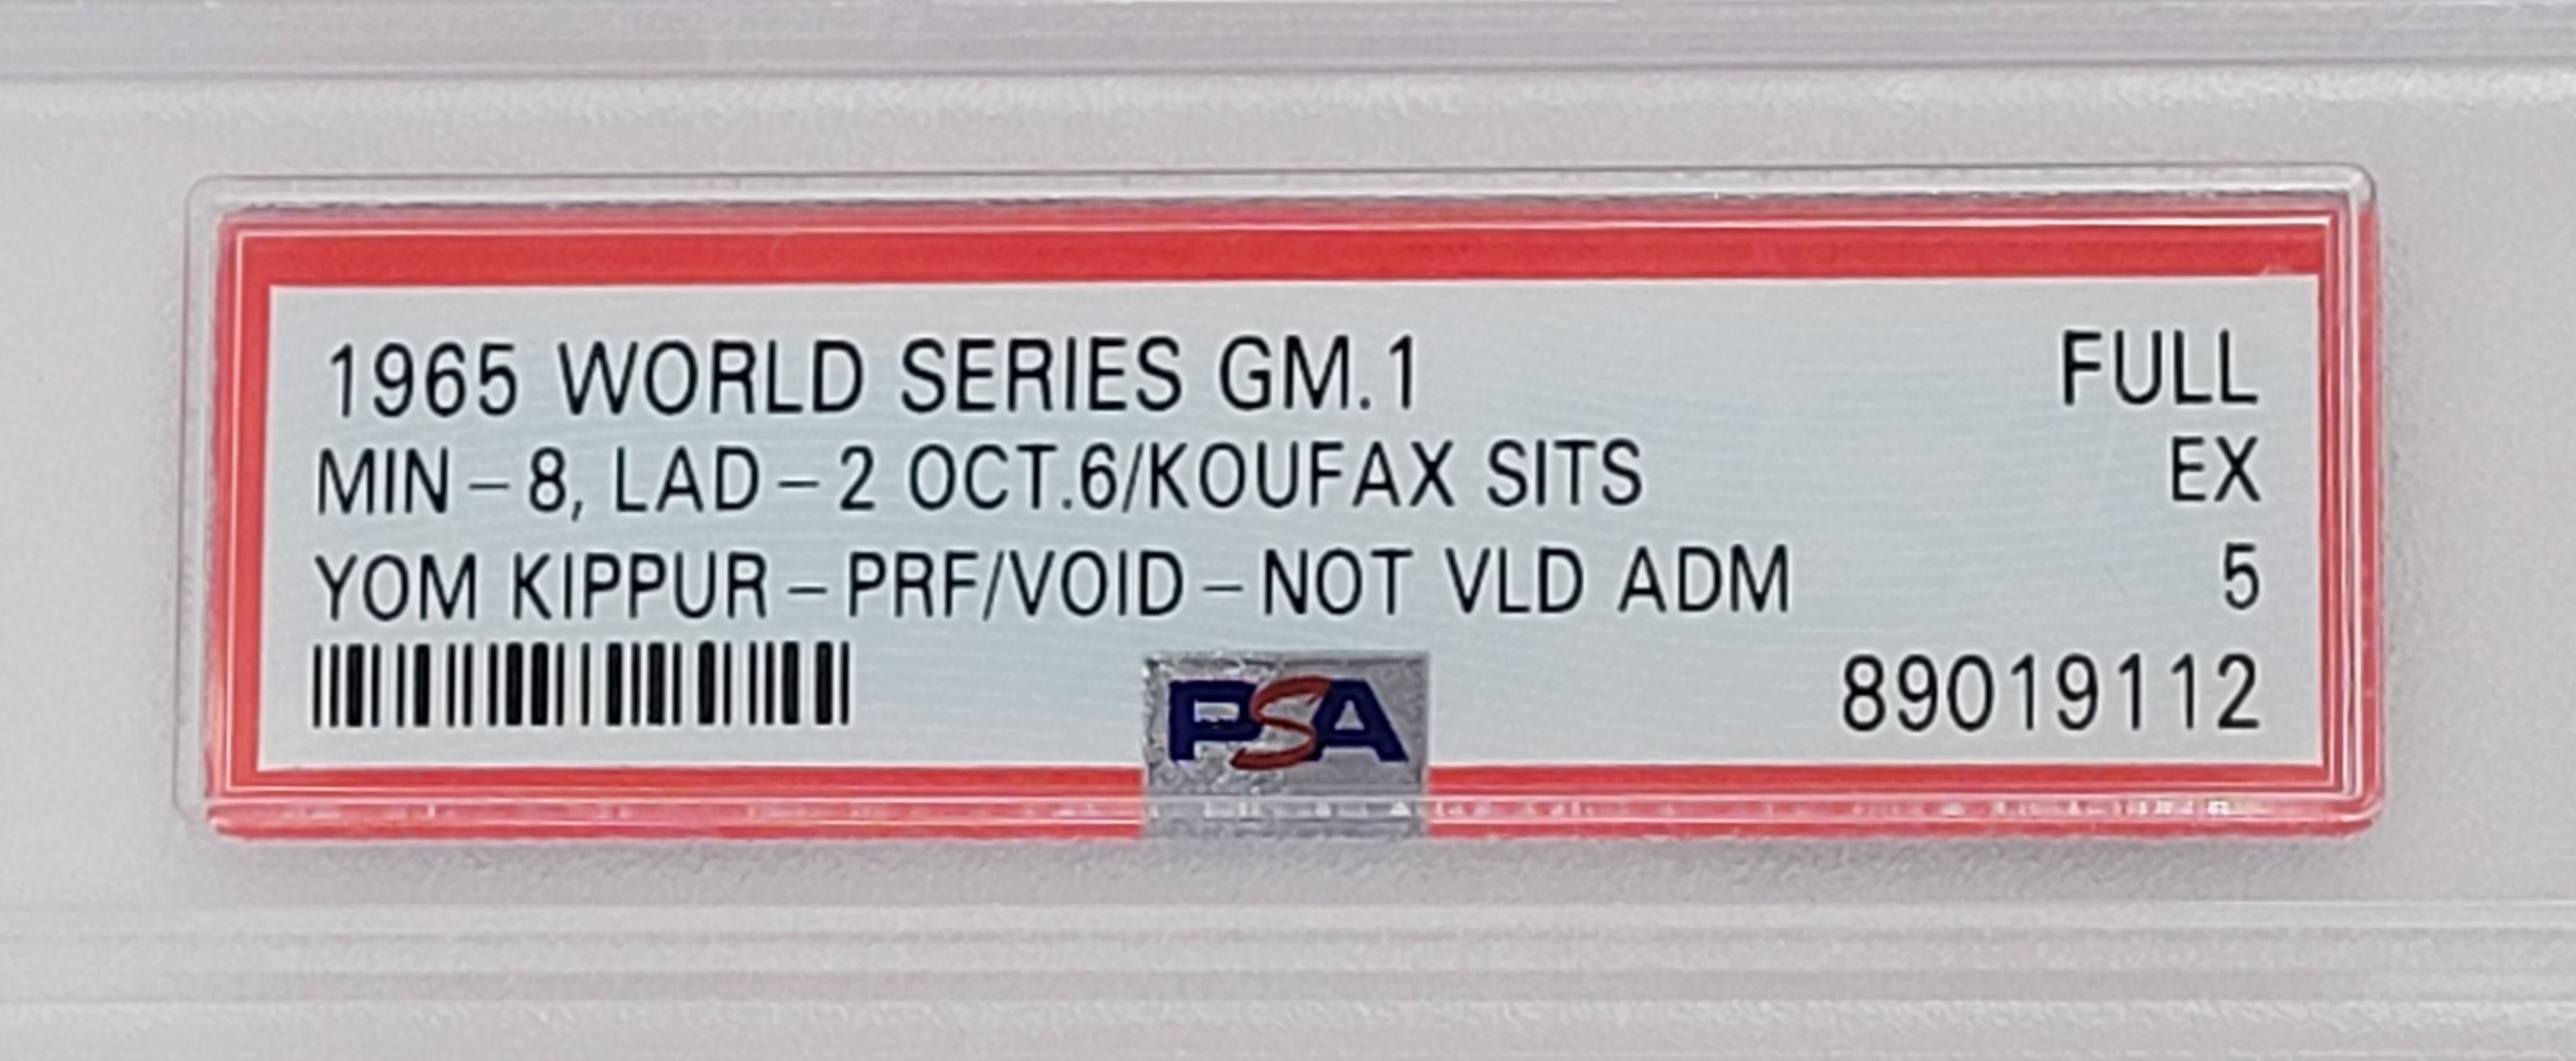 1965 WORLD SERIES GM.1 FULL
MIN-8, LAD-2 OCT.6/KOUFAX SITS EX
YOM KIPPUR-PRF/VOID-NOT VLD ADM 5
PSA 89019112